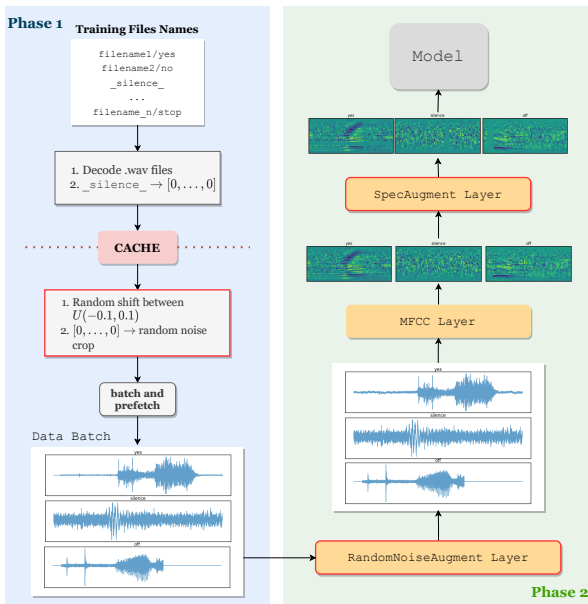 Phase 1
Training Files Names
filename1/yes
filename2/no
_silence_
...
filename_n/stop
1. Decode .wav files
2. _silence_ → [0, . . . , 0]
CACHE
1. Random shift between
U(−0.1, 0.1)
2. [0, . . . , 0] → random noise
crop
batch and
prefetch
Data Batch
yes
silence
off
Model
yes
silence
off
SpecAugment Layer
yes
silence
off
MFCC Layer
yes
silence
off
RandomNoiseAugment Layer
Phase 2